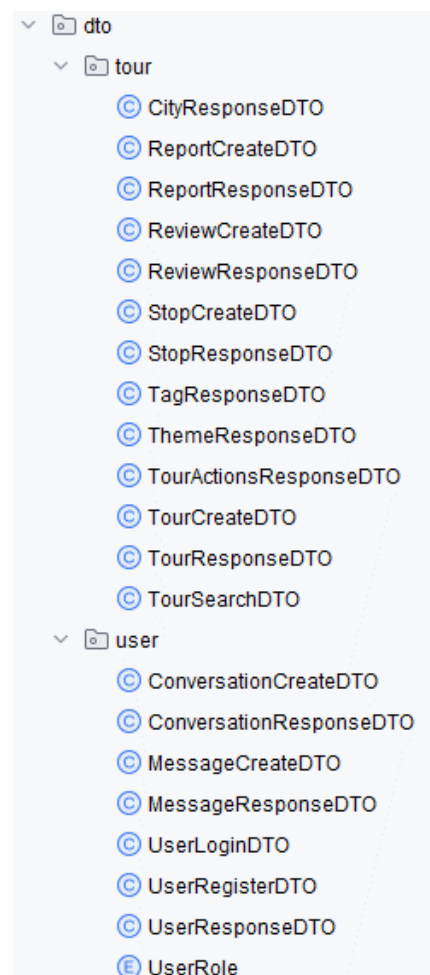 dto
tour
CityResponseDTO
ReportCreateDTO
ReportResponseDTO
ReviewCreateDTO
ReviewResponseDTO
StopCreateDTO
StopResponseDTO
TagResponseDTO
ThemeResponseDTO
TourActionsResponseDTO
TourCreateDTO
TourResponseDTO
TourSearchDTO
user
ConversationCreateDTO
ConversationResponseDTO
MessageCreateDTO
MessageResponseDTO
UserLoginDTO
UserRegisterDTO
UserResponseDTO
UserRole